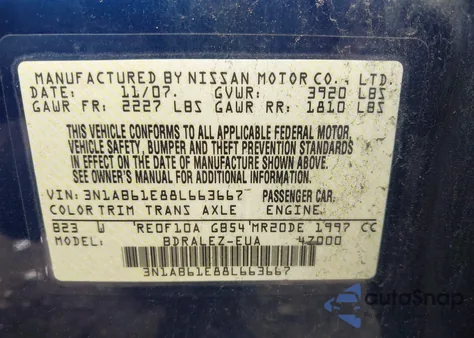 MANUFACTURED BY NISSAN MOTOR CO., LTD.
DATE: 11/07. GVWR: 3920 LBS
GAWR FR: 2227 LBS GAWR RR: 1810 LBS
THIS VEHICLE CONFORMS TO ALL APPLICABLE FEDERAL MOTOR
VEHICLE SAFETY, BUMPER AND THEFT PREVENTION STANDARDS
IN EFFECT ON THE DATE OF MANUFACTURE SHOWN ABOVE.
SEE OWNER'S MANUAL FOR ADDITIONAL INFORMATION.
VIN: 3N1AB61E88L663667 PASSENGER CAR.
COLOR TRIM TRANS AXLE ENGINE.
B23 W RE0F10A GB54 MR20DE 1997 CC
MODEL: BDRALEZ-EUA 4Z000
3N1AB61E88L663667
autoSnap